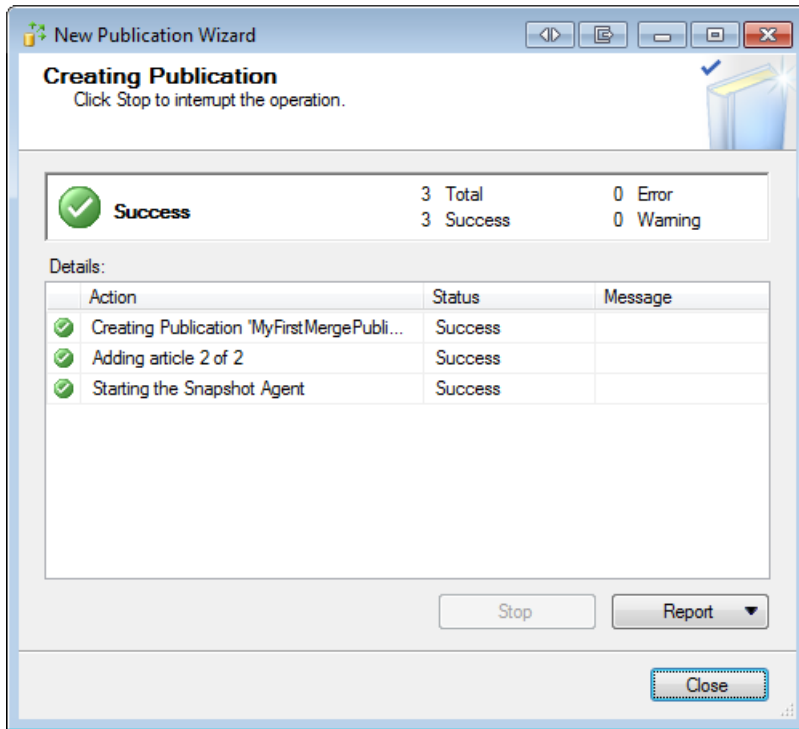 New Publication Wizard
Creating Publication
Click Stop to interrupt the operation.
Success
3 Total
0 Error
3 Success
0 Warning
Details:
Action Status Message
Creating Publication 'MyFirstMergePubli... Success
Adding article 2 of 2 Success
Starting the Snapshot Agent Success
Stop Report
Close